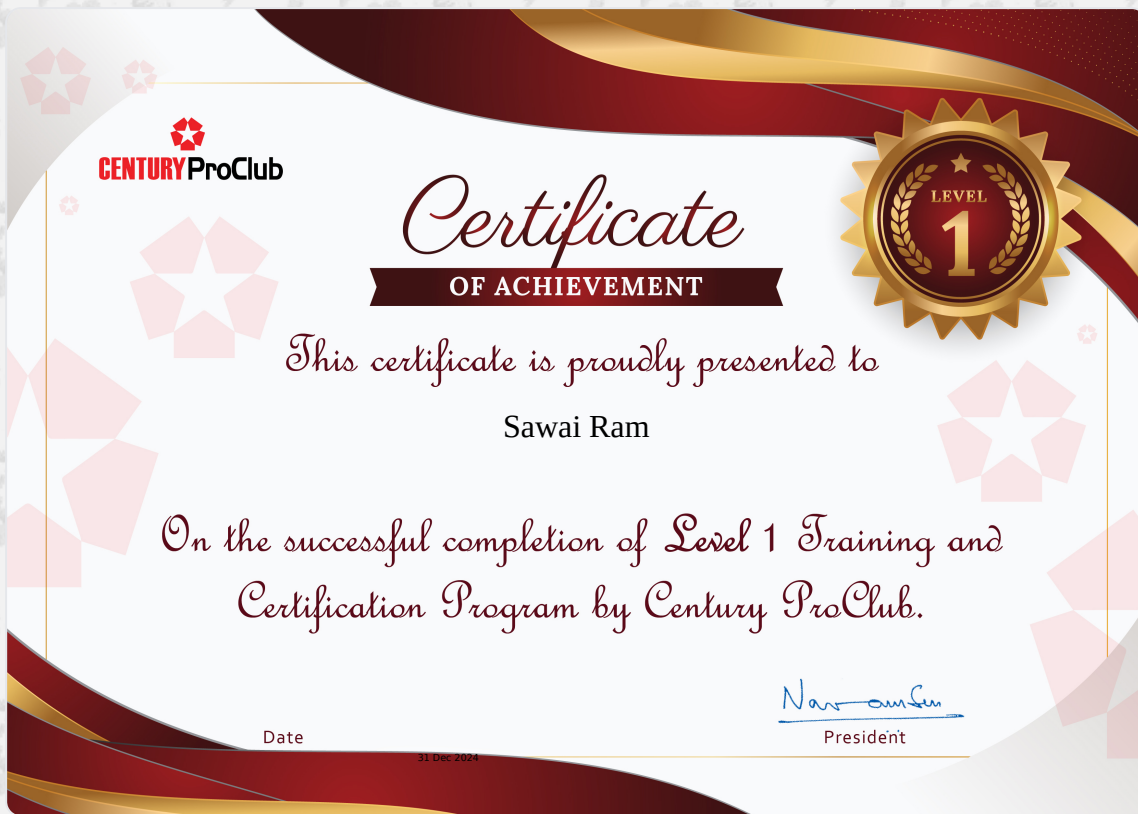 CENTURY ProClub
Certificate
OF ACHIEVEMENT
LEVEL
1
This certificate is proudly presented to
Sawai Ram
On the successful completion of Level 1 Training and
Certification Program by Century ProClub.
Date
31 Dec 2024
President